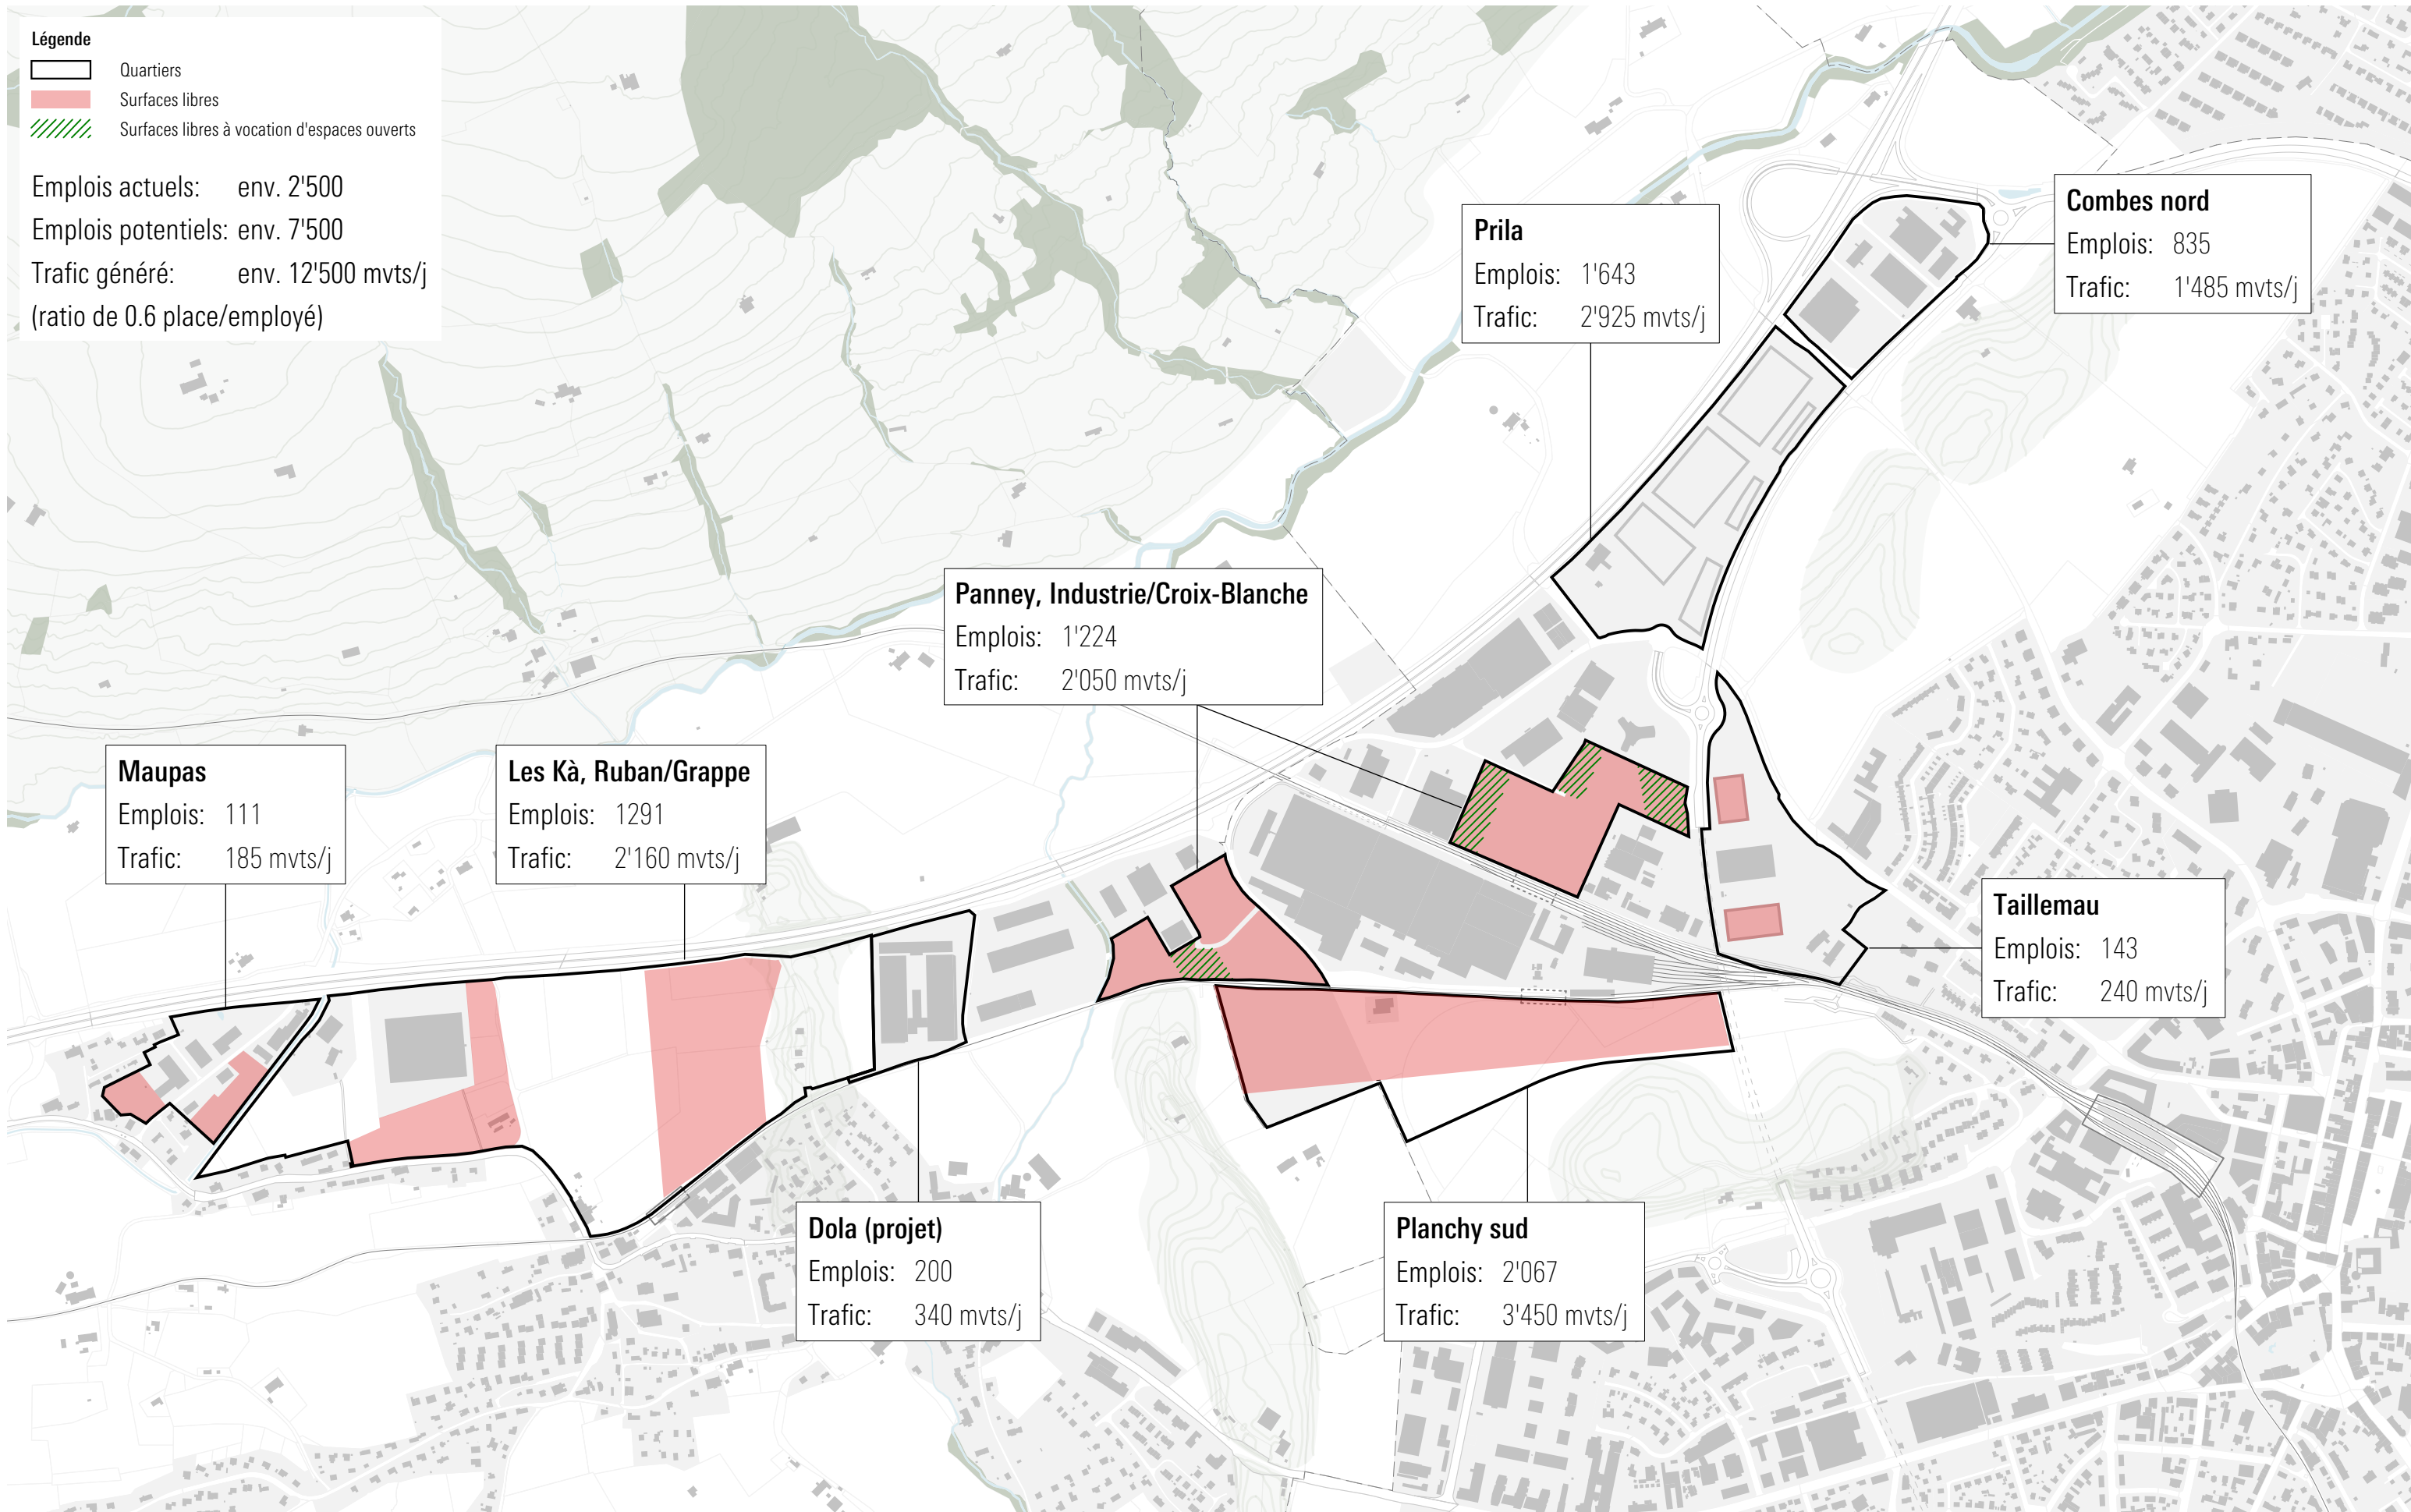 Légende
Quartiers
Surfaces libres
Surfaces libres à vocation d'espaces ouverts
Emplois actuels: env. 2'500
Emplois potentiels: env. 7'500
Trafic généré: env. 12'500 mvts/j
(ratio de 0.6 place/employé)
Combes nord
Emplois: 835
Trafic: 1'485 mvts/j
Prila
Emplois: 1'643
Trafic: 2'925 mvts/j
Panney, Industrie/Croix-Blanche
Emplois: 1'224
Trafic: 2'050 mvts/j
Maupas
Emplois: 111
Trafic: 185 mvts/j
Les Kà, Ruban/Grappe
Emplois: 1291
Trafic: 2'160 mvts/j
Taillemau
Emplois: 143
Trafic: 240 mvts/j
Dola (projet)
Emplois: 200
Trafic: 340 mvts/j
Planchy sud
Emplois: 2'067
Trafic: 3'450 mvts/j